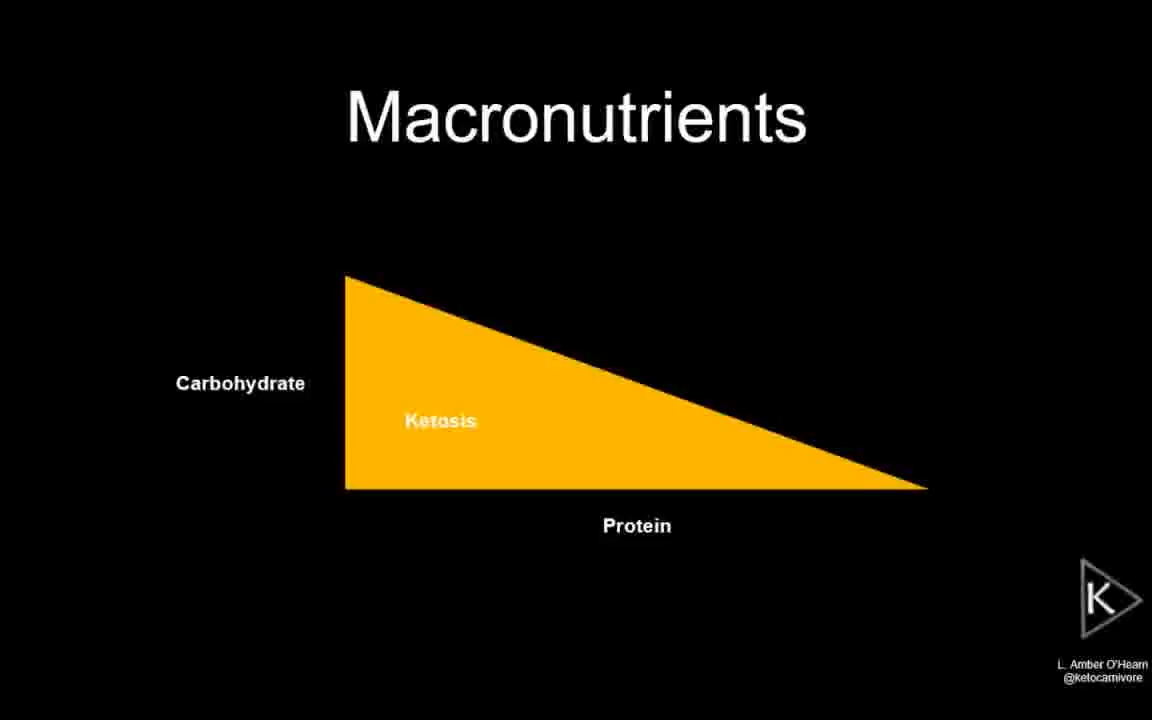 Macronutrients
Carbohydrate
Ketosis
Protein
K
L. Amber O'Hearn
@ketocarnivore